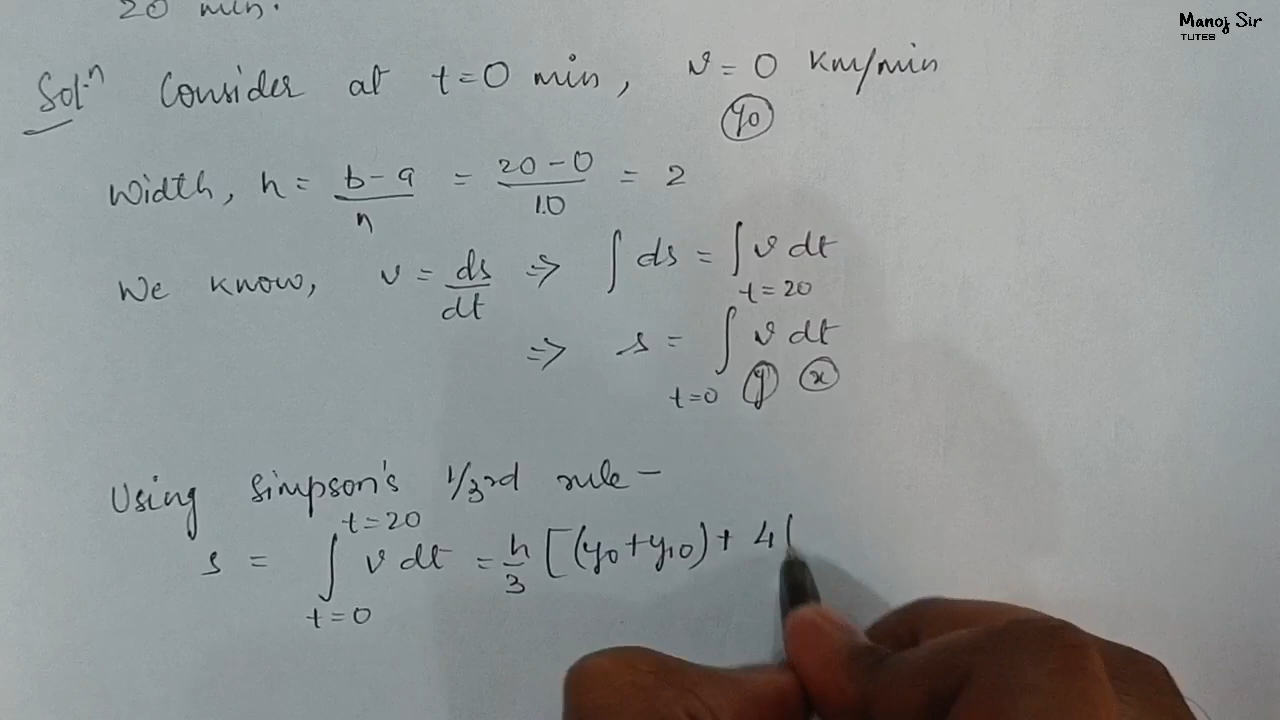 20 min.
Manoj Sir
TUTES
Sol.ⁿ Consider at t=0 min, v = 0 km/min
y0
Width, h = b-a/n = 20-0/10 = 2
We know, v = ds/dt ⇒ ∫ ds = ∫ v dt
t=20
⇒ s = ∫ v dt
t=0 y x
Using Simpson's 1/3rd rule –
t=20
s = ∫ v dt = h/3 [(y0+y10)+ 4(
t=0